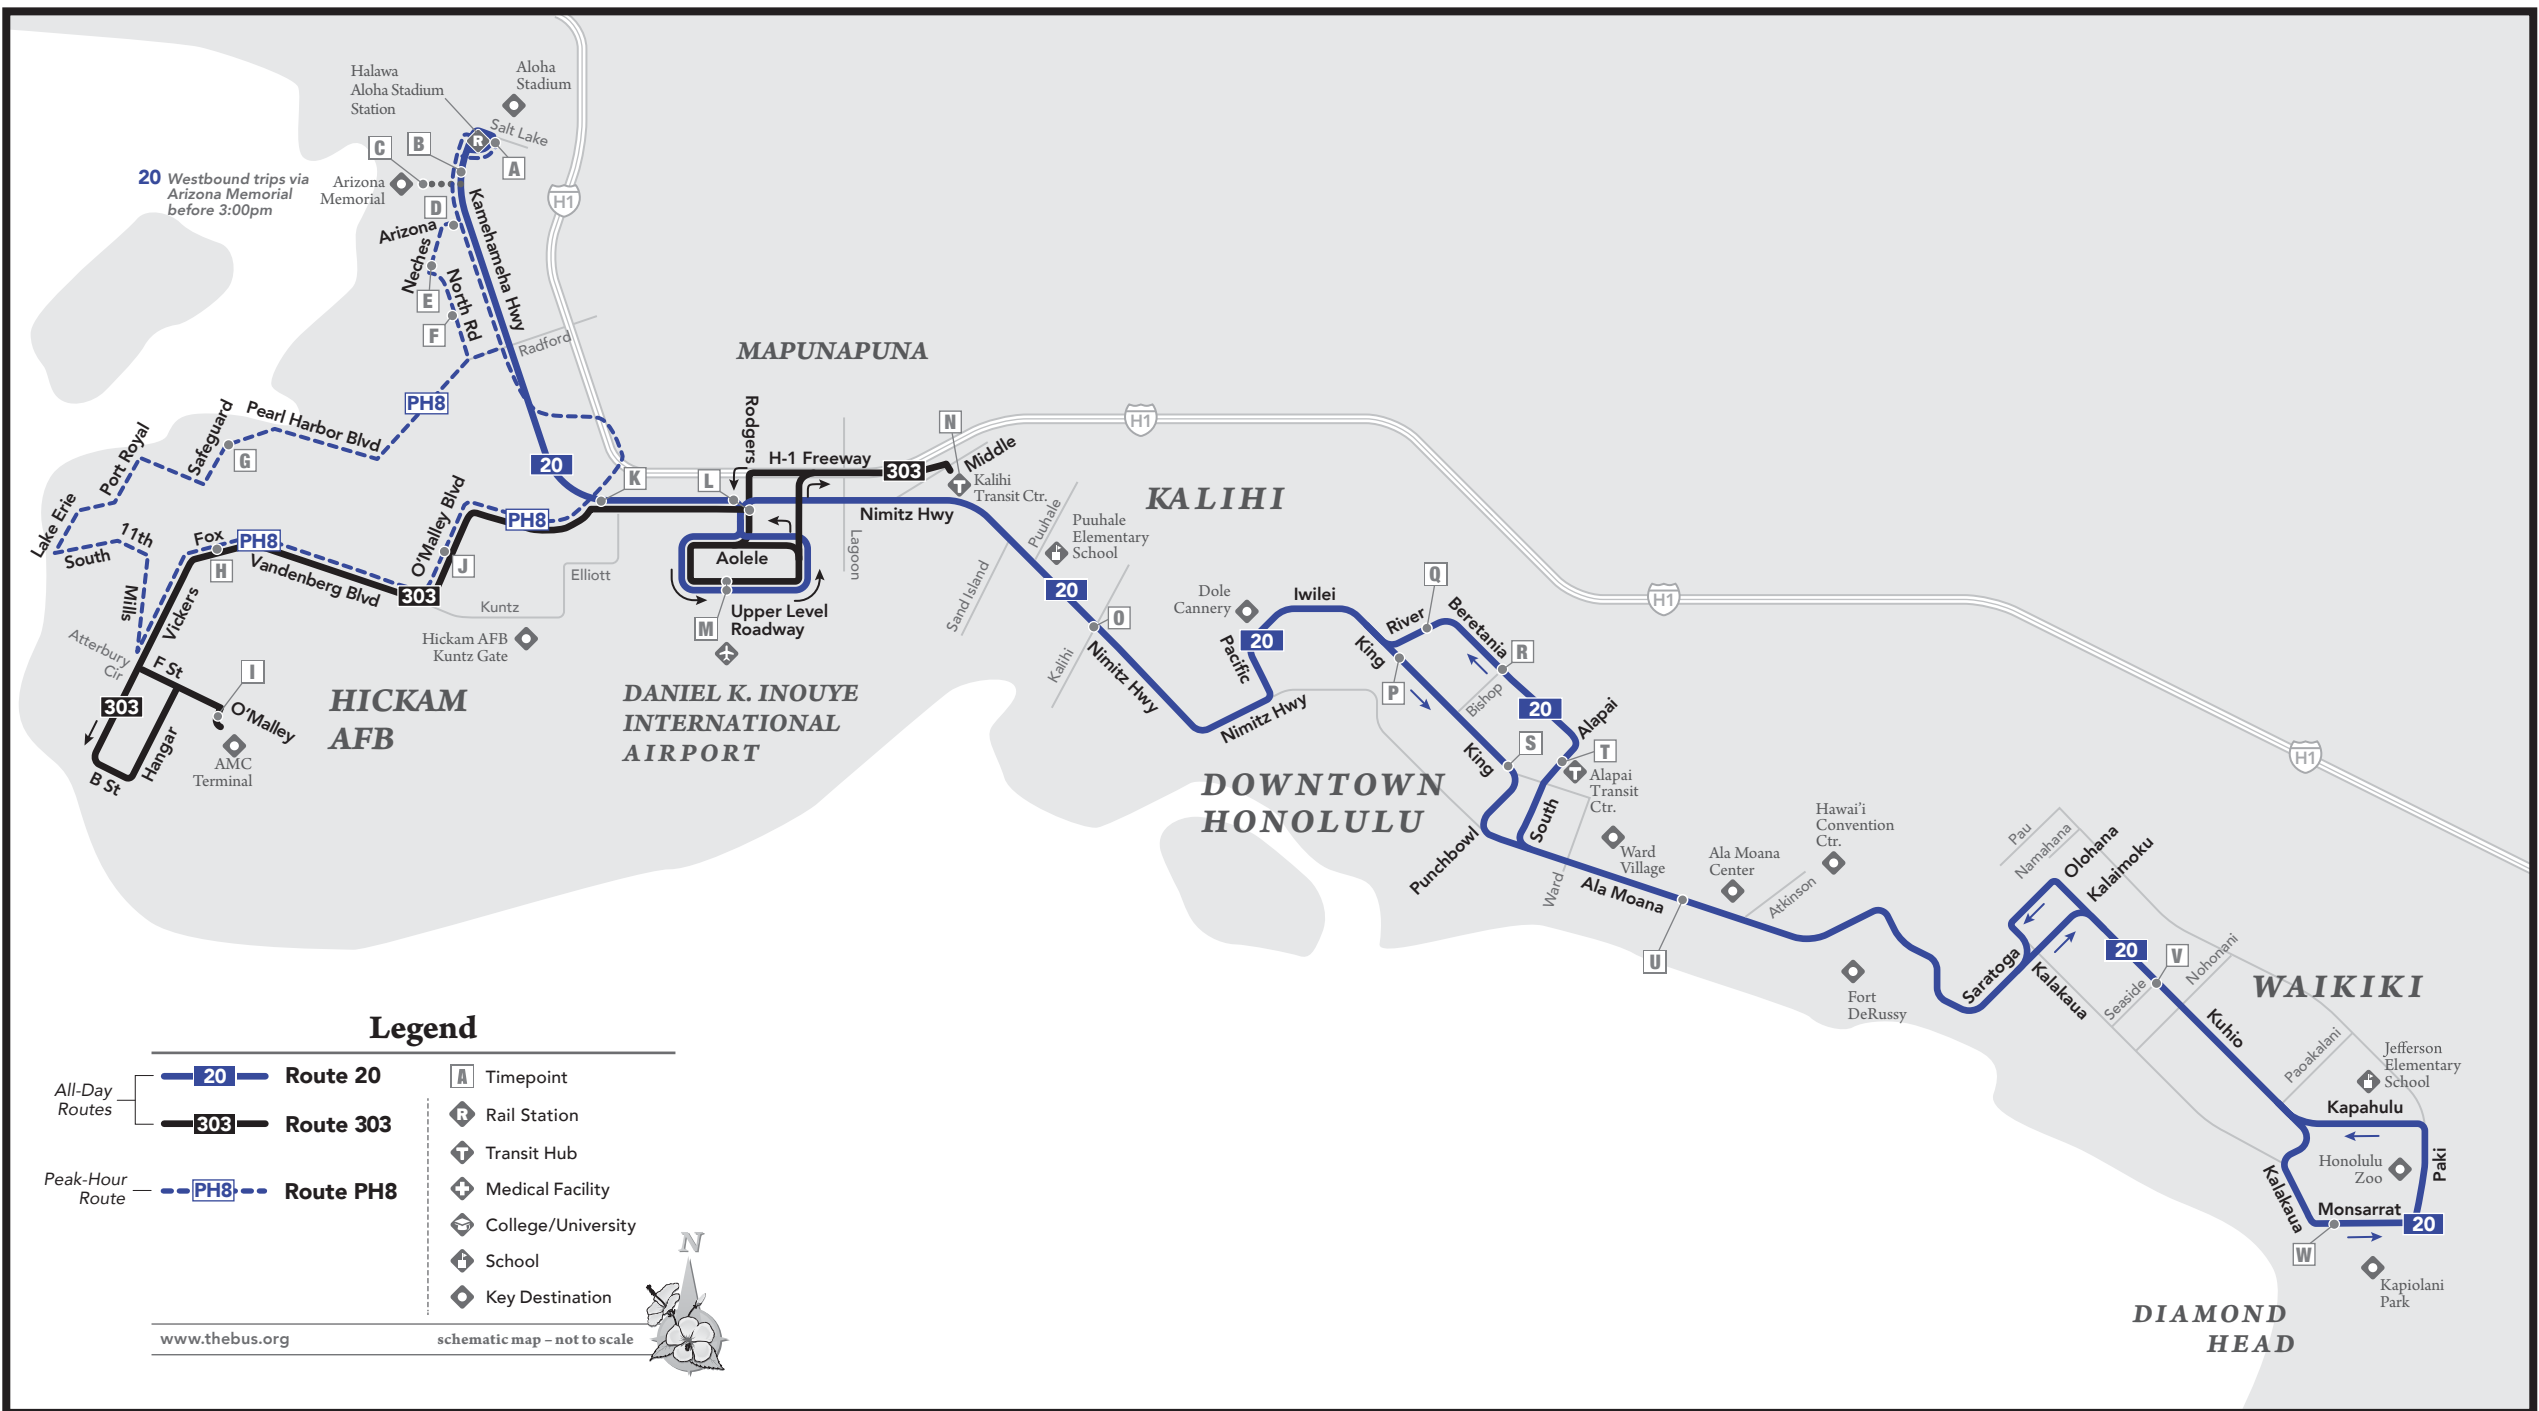 Halawa
Aloha Stadium
Station
Aloha
Stadium
Salt Lake
R
A
B
C
20 Westbound trips via
Arizona Memorial
before 3:00pm
Arizona
Memorial
H1
D
Arizona
Kamehameha Hwy
Neches
E
North Rd
F
Radford
MAPUNAPUNA
PH8
Pearl Harbor Blvd
Safeguard
G
Port Royal
Lake Erie
South
11th
Mills
20
K
L
Rodgers
H-1 Freeway
303
N
Middle
Kalihi
Transit Ctr.
T
H1
KALIHI
Nimitz Hwy
Lagoon
Puuhale
Puuhale
Elementary
School
Sand Island
20
O
Kalihi
Nimitz Hwy
Fox
H
PH8
Vandenberg Blvd
O'Malley Blvd
J
PH8
303
Elliott
Kuntz
Hickam AFB
Kuntz Gate
Aolele
Upper Level
Roadway
M
Vickers
Atterbury
Cir
F St
I
O'Malley
303
Hangar
B St
AMC
Terminal
HICKAM
AFB
DANIEL K. INOUYE
INTERNATIONAL
AIRPORT
Dole
Cannery
Iwilei
20
Pacific
Nimitz Hwy
King
River
Q
Beretania
R
P
Bishop
20
Alapai
King
S
T
T
Alapai
Transit
Ctr.
H1
H1
DOWNTOWN
HONOLULU
Punchbowl
South
Ward
Ward
Village
Ala Moana
U
Ala Moana
Center
Atkinson
Hawai'i
Convention
Ctr.
Fort
DeRussy
Pau
Namahana
Olohana
Kalaimoku
Saratoga
Kalakaua
20
V
Seaside
Nohonani
WAIKIKI
Kuhio
Paoakalani
Jefferson
Elementary
School
Kapahulu
Honolulu
Zoo
Paki
Kalakaua
Monsarrat
20
W
Kapiolani
Park
DIAMOND
HEAD
Legend
All-Day
Routes
20 Route 20
303 Route 303
Peak-Hour
Route
PH8 Route PH8
A Timepoint
R Rail Station
T Transit Hub
Medical Facility
College/University
School
Key Destination
N
www.thebus.org
schematic map – not to scale